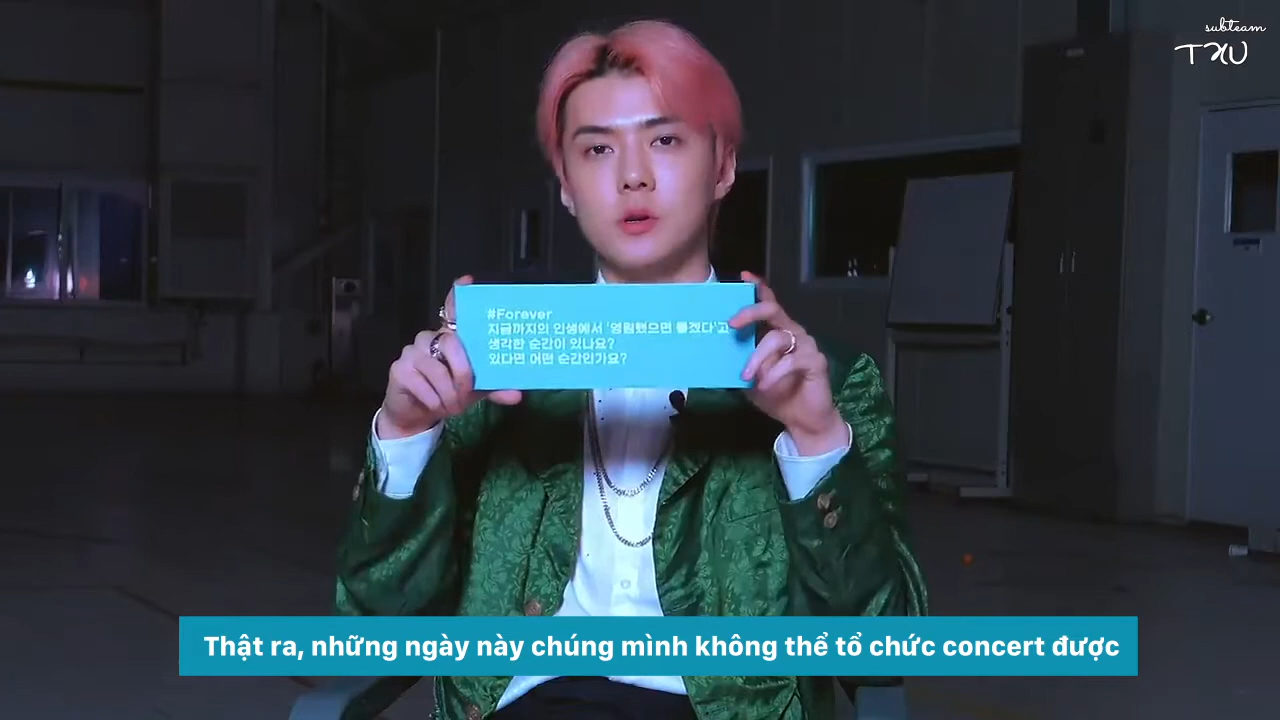 subteam
TXU
#Forever
지금까지의 인생에서 '영원했으면 좋겠다'고
생각한 순간이 있나요?
있다면 어떤 순간인가요?
Thật ra, những ngày này chúng mình không thể tổ chức concert được